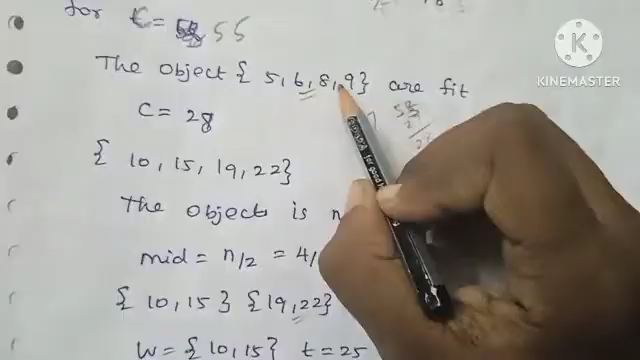 for C = 55
The object { 5, 6, 8, 9} are fit
C = 28
{ 10, 15, 19, 22}
The objects is
mid = n/2 = 4/
{ 10, 15 } {19, 22}
W = { 10, 15 } t = 25
KINEMASTER